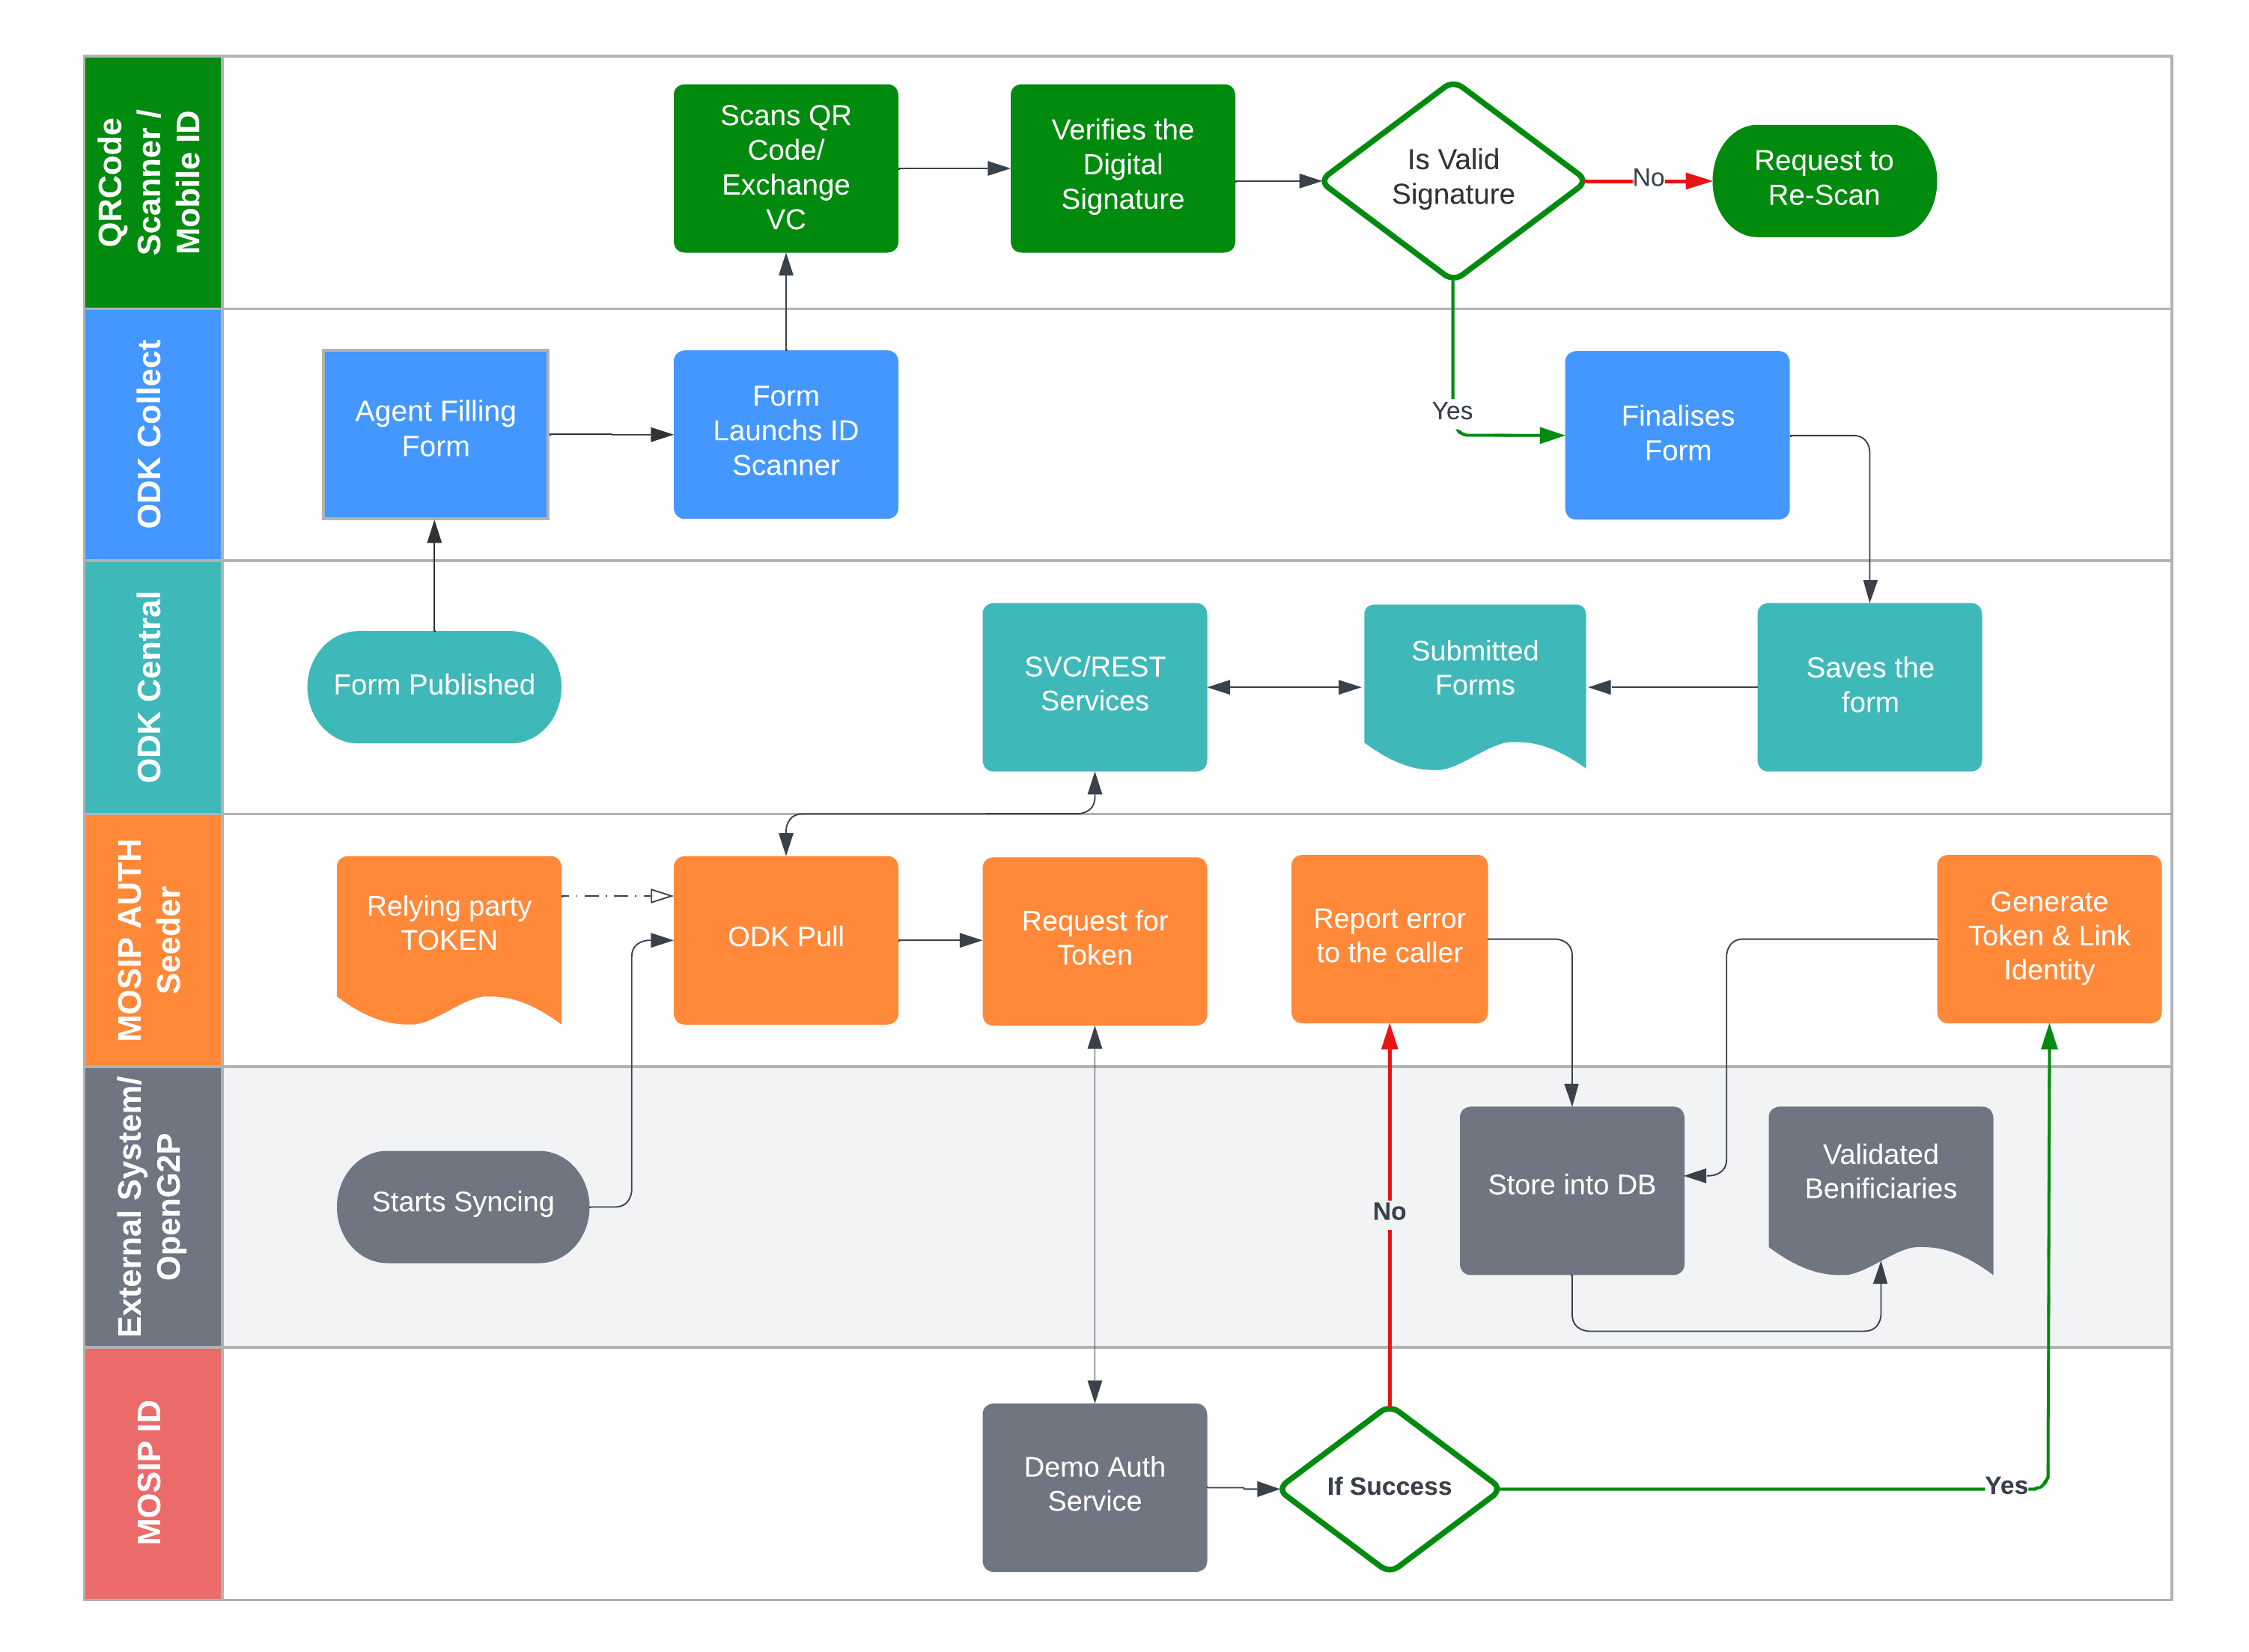 QRCode
Scanner /
Mobile ID
Scans QR
Code/
Exchange
VC
Verifies the
Digital
Signature
Is Valid
Signature
No
Request to
Re-Scan
ODK Collect
Agent Filling
Form
Form
Launchs ID
Scanner
Yes
Finalises
Form
ODK Central
Form Published
SVC/REST
Services
Submitted
Forms
Saves the
form
MOSIP AUTH
Seeder
Relying party
TOKEN
ODK Pull
Request for
Token
Report error
to the caller
Generate
Token & Link
Identity
External System/
OpenG2P
Starts Syncing
No
Store into DB
Validated
Benificiaries
MOSIP ID
Demo Auth
Service
If Success
Yes